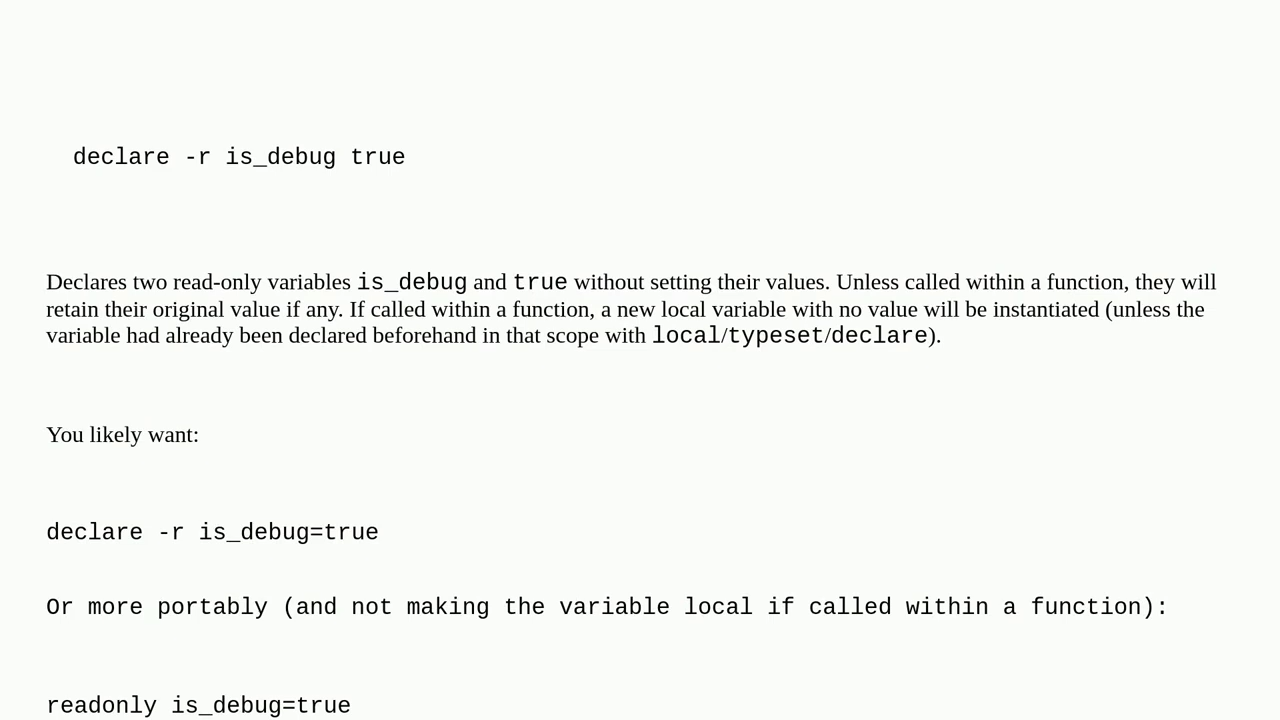 declare -r is_debug true
Declares two read-only variables is_debug and true without setting their values. Unless called within a function, they will
retain their original value if any. If called within a function, a new local variable with no value will be instantiated (unless the
variable had already been declared beforehand in that scope with local/typeset/declare).
You likely want:
declare -r is_debug=true
Or more portably (and not making the variable local if called within a function):
readonly is_debug=true